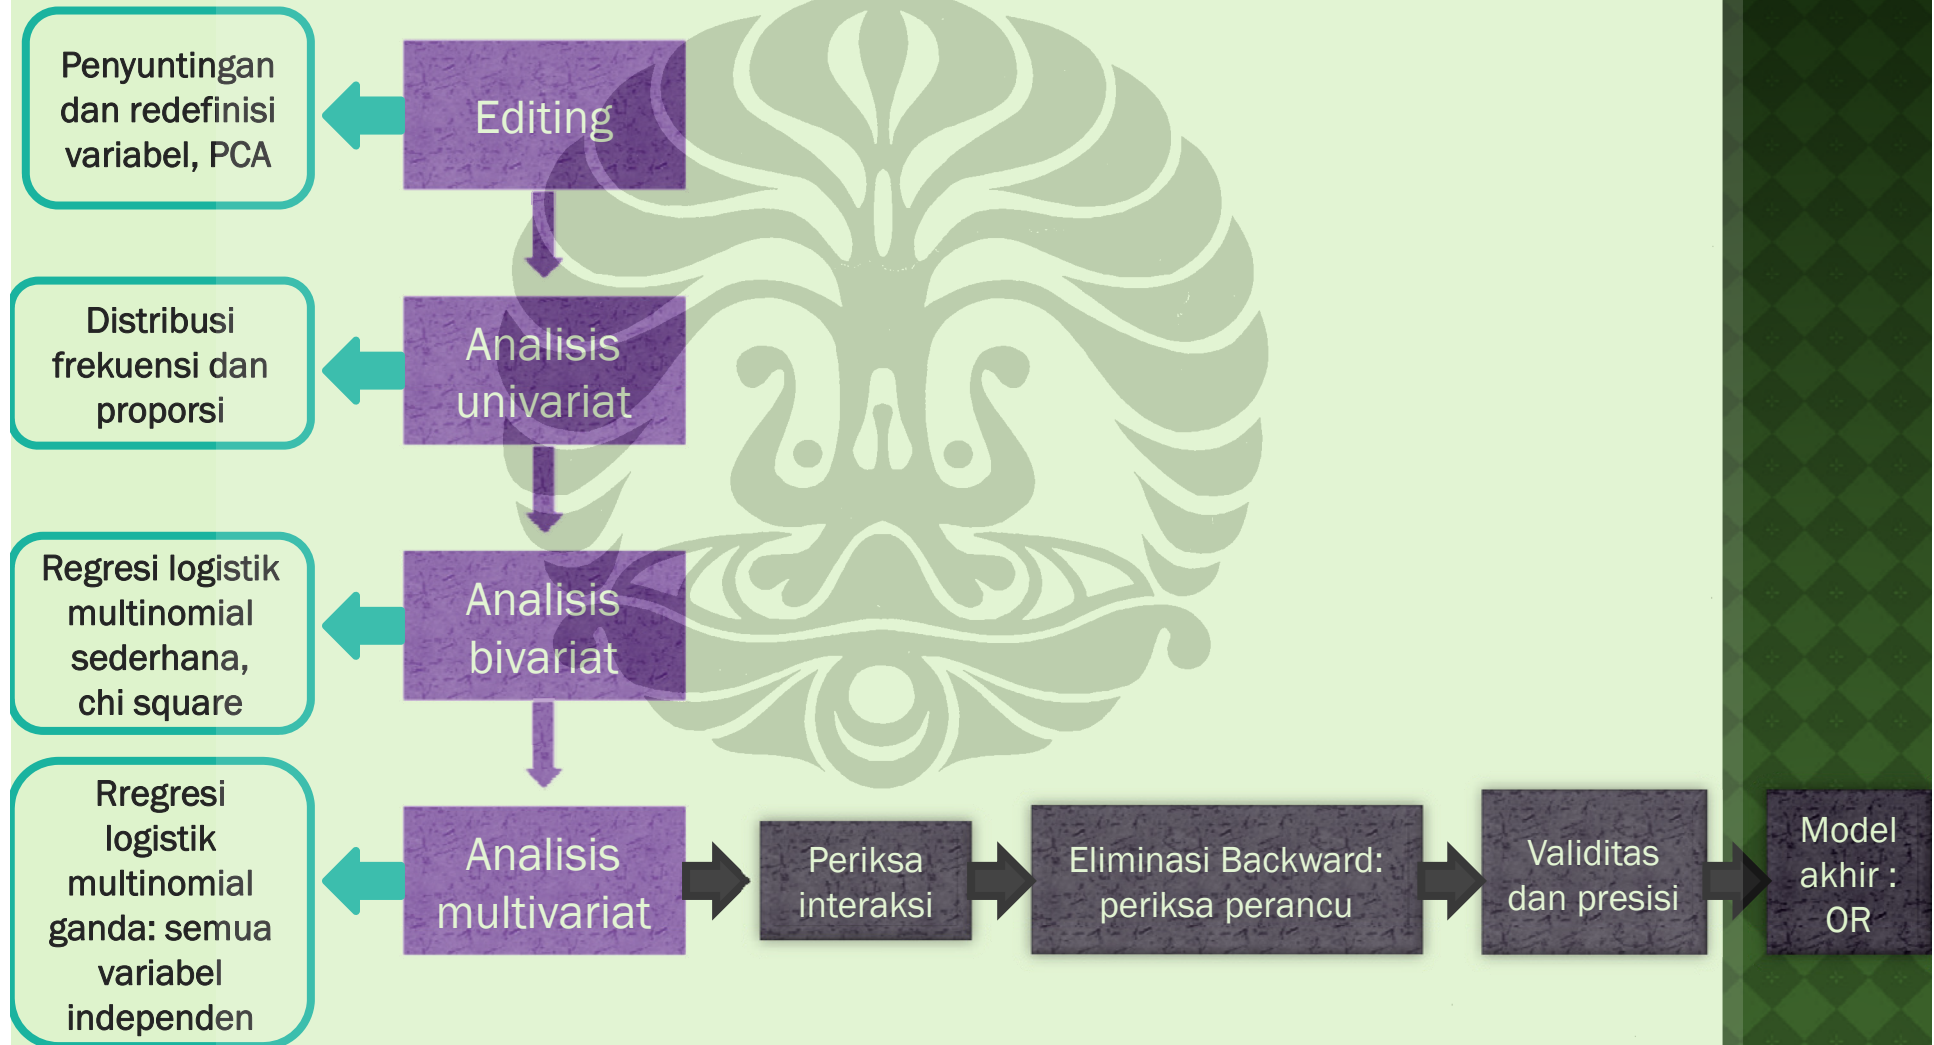 Penyuntingan
dan redefinisi
variabel, PCA
Editing
Distribusi
frekuensi dan
proporsi
Analisis
univariat
Regresi logistik
multinomial
sederhana,
chi square
Analisis
bivariat
Rregresi
logistik
multinomial
ganda: semua
variabel
independen
Analisis
multivariat
Periksa
interaksi
Eliminasi Backward:
periksa perancu
Validitas
dan presisi
Model
akhir :
OR